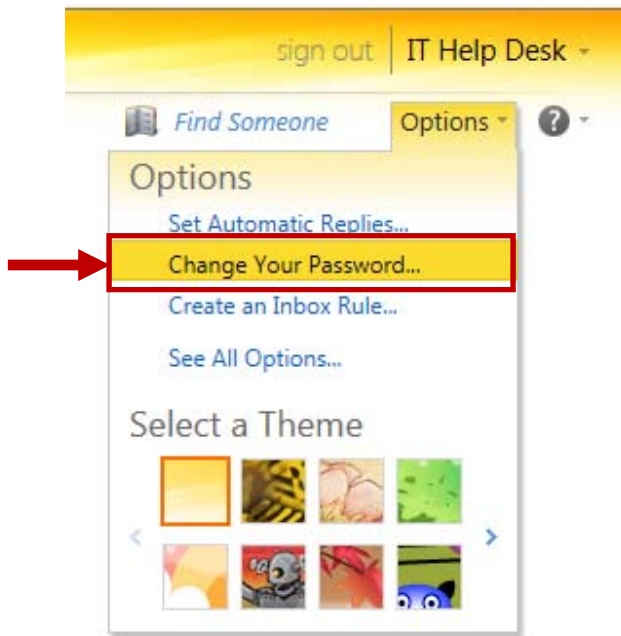 sign out IT Help Desk
Find Someone Options ?
Options
Set Automatic Replies...
Change Your Password...
Create an Inbox Rule...
See All Options...
Select a Theme